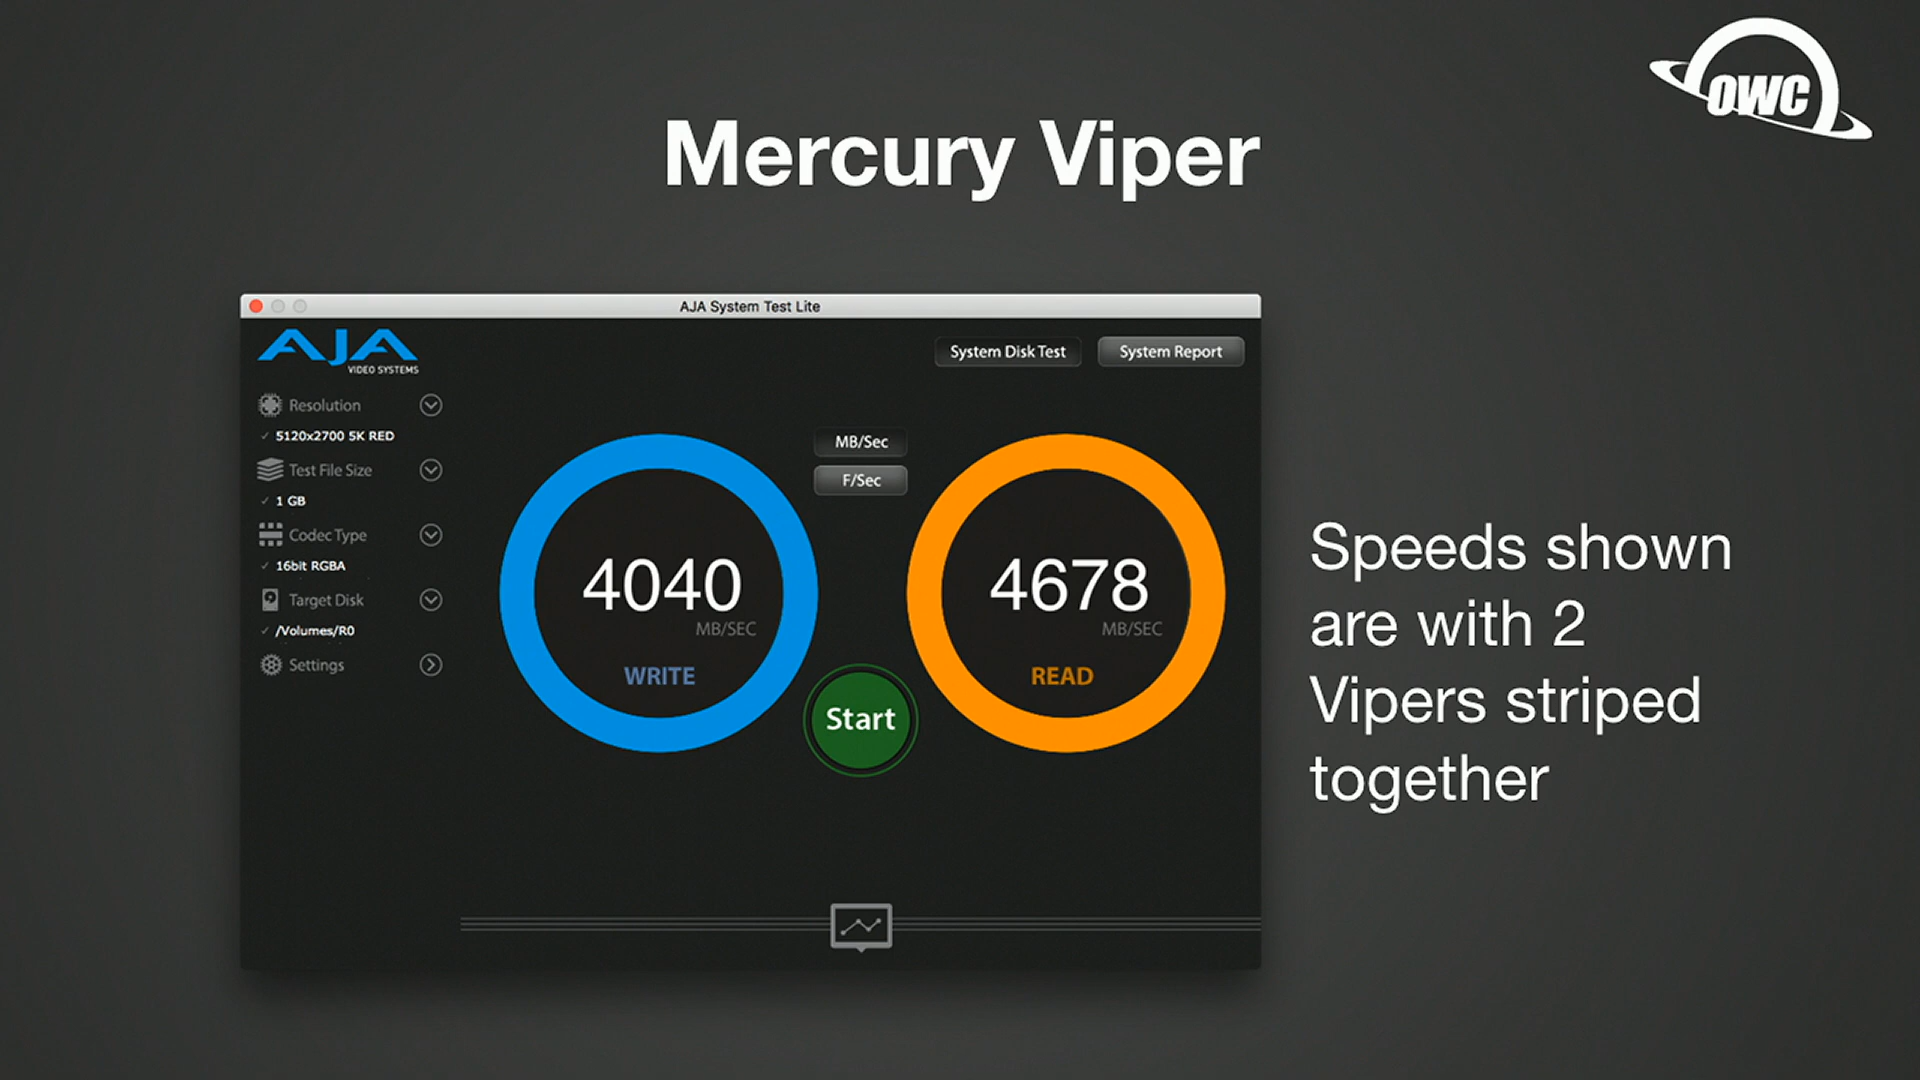 OWC
Mercury Viper
AJA System Test Lite
AJA
VIDEO SYSTEMS
System Disk Test
System Report
Resolution
✓ 5120x2700 5K RED
Test File Size
✓ 1 GB
Codec Type
✓ 16bit RGBA
Target Disk
✓ /Volumes/R0
Settings
MB/Sec
F/Sec
4040
MB/SEC
WRITE
4678
MB/SEC
READ
Start
Speeds shown
are with 2
Vipers striped
together